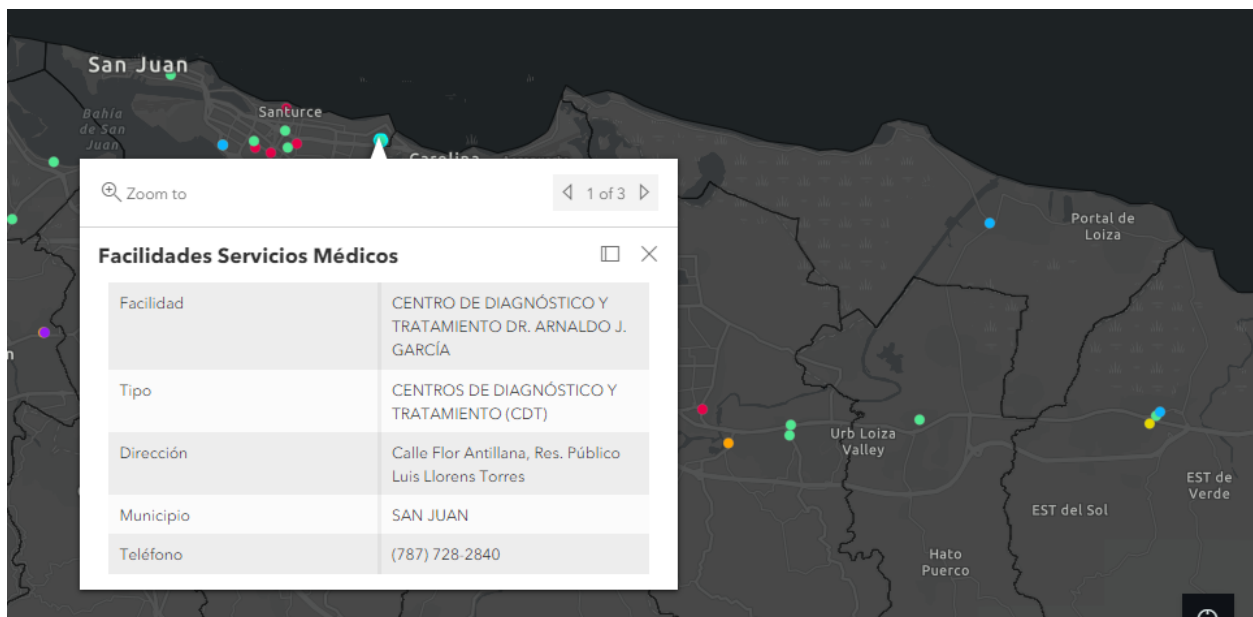 San Juan
Bahía
de San
Juan
Santurce
Carolina
Zoom to
1 of 3
Facilidades Servicios Médicos
Facilidad
CENTRO DE DIAGNÓSTICO Y
TRATAMIENTO DR. ARNALDO J.
GARCÍA
Tipo
CENTROS DE DIAGNÓSTICO Y
TRATAMIENTO (CDT)
Dirección
Calle Flor Antillana, Res. Público
Luis Llorens Torres
Municipio
SAN JUAN
Teléfono
(787) 728-2840
Portal de
Loiza
Urb Loiza
Valley
EST de
Verde
EST del Sol
Hato
Puerco